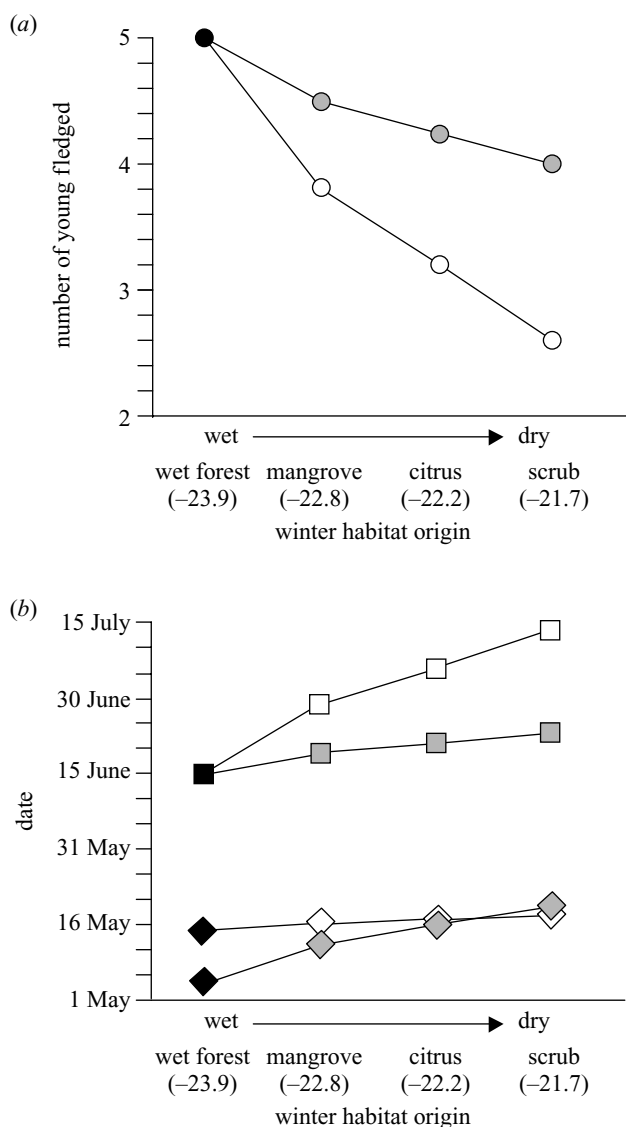 (a)
5
4
3
2
number of young fledged
wet dry
wet forest mangrove citrus scrub
(–23.9) (–22.8) (–22.2) (–21.7)
winter habitat origin
(b)
15 July
30 June
15 June
31 May
16 May
1 May
date
wet dry
wet forest mangrove citrus scrub
(–23.9) (–22.8) (–22.2) (–21.7)
winter habitat origin